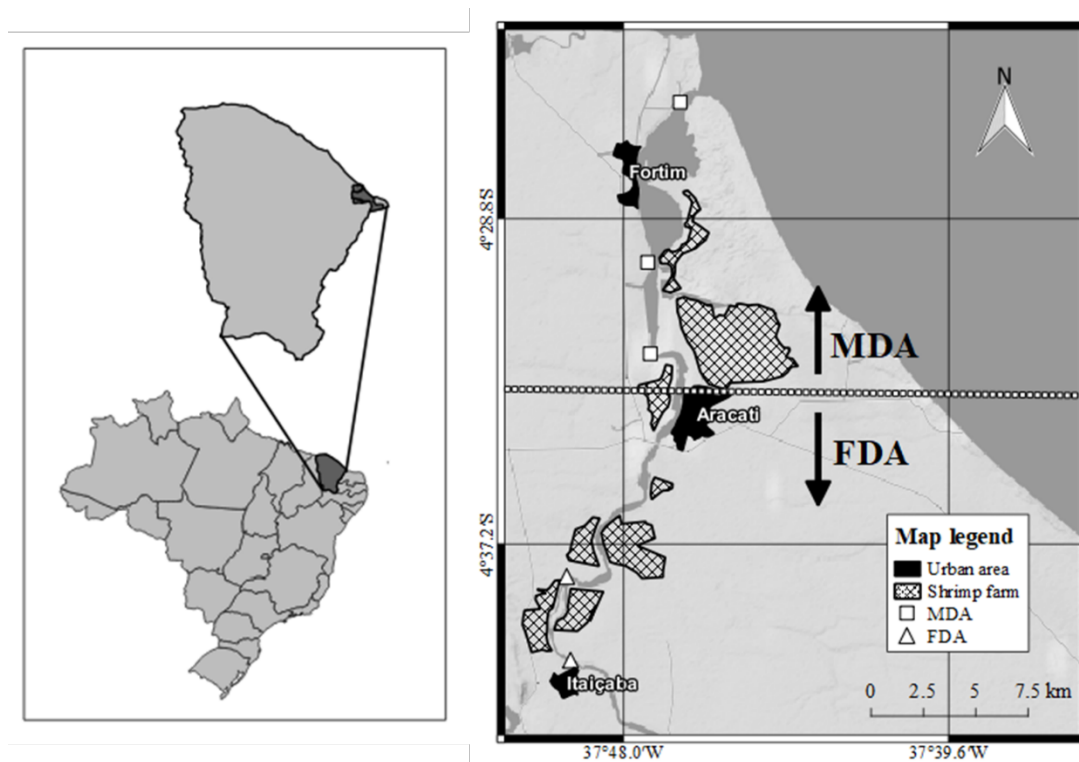 N
Fortim
4°28.8'S
MDA
Aracati
FDA
4°37.2'S
Map legend
Urban area
Shrimp farm
MDA
FDA
Itaiçaba
0 2.5 5 7.5 km
37°48.0'W 37°39.6'W